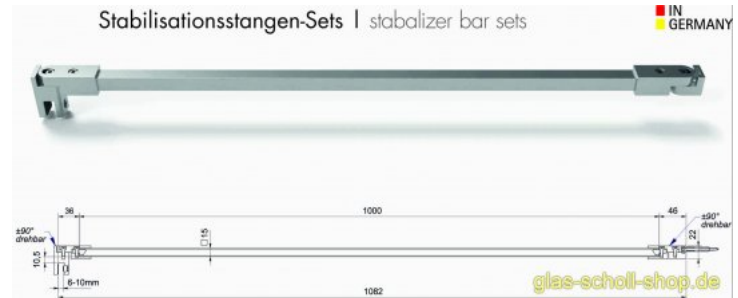 Stabilisationsstangen-Sets | stabalizer bar sets
IN
GERMANY
36
1000
46
±90°
drehbar
±90°
drehbar
□15
22
10,5
6-10mm
1082
glas-scholl-shop.de